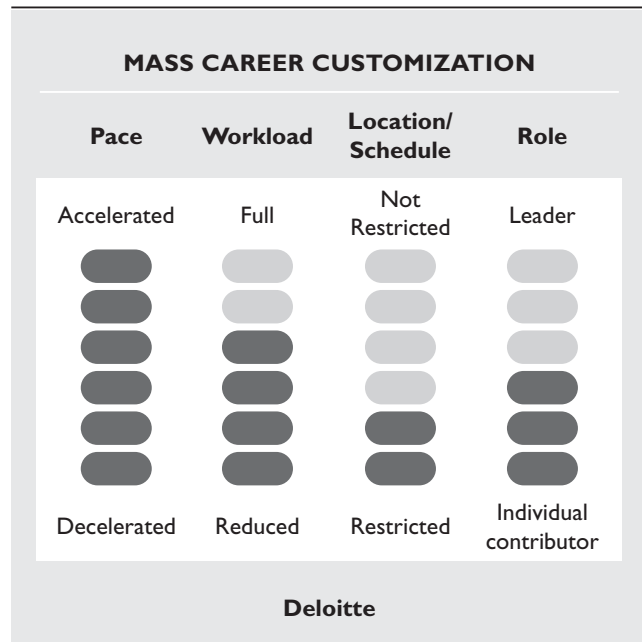 MASS CAREER CUSTOMIZATION
Pace
Workload
Location/
Schedule
Role
Accelerated
Full
Not
Restricted
Leader
Decelerated
Reduced
Restricted
Individual
contributor
Deloitte